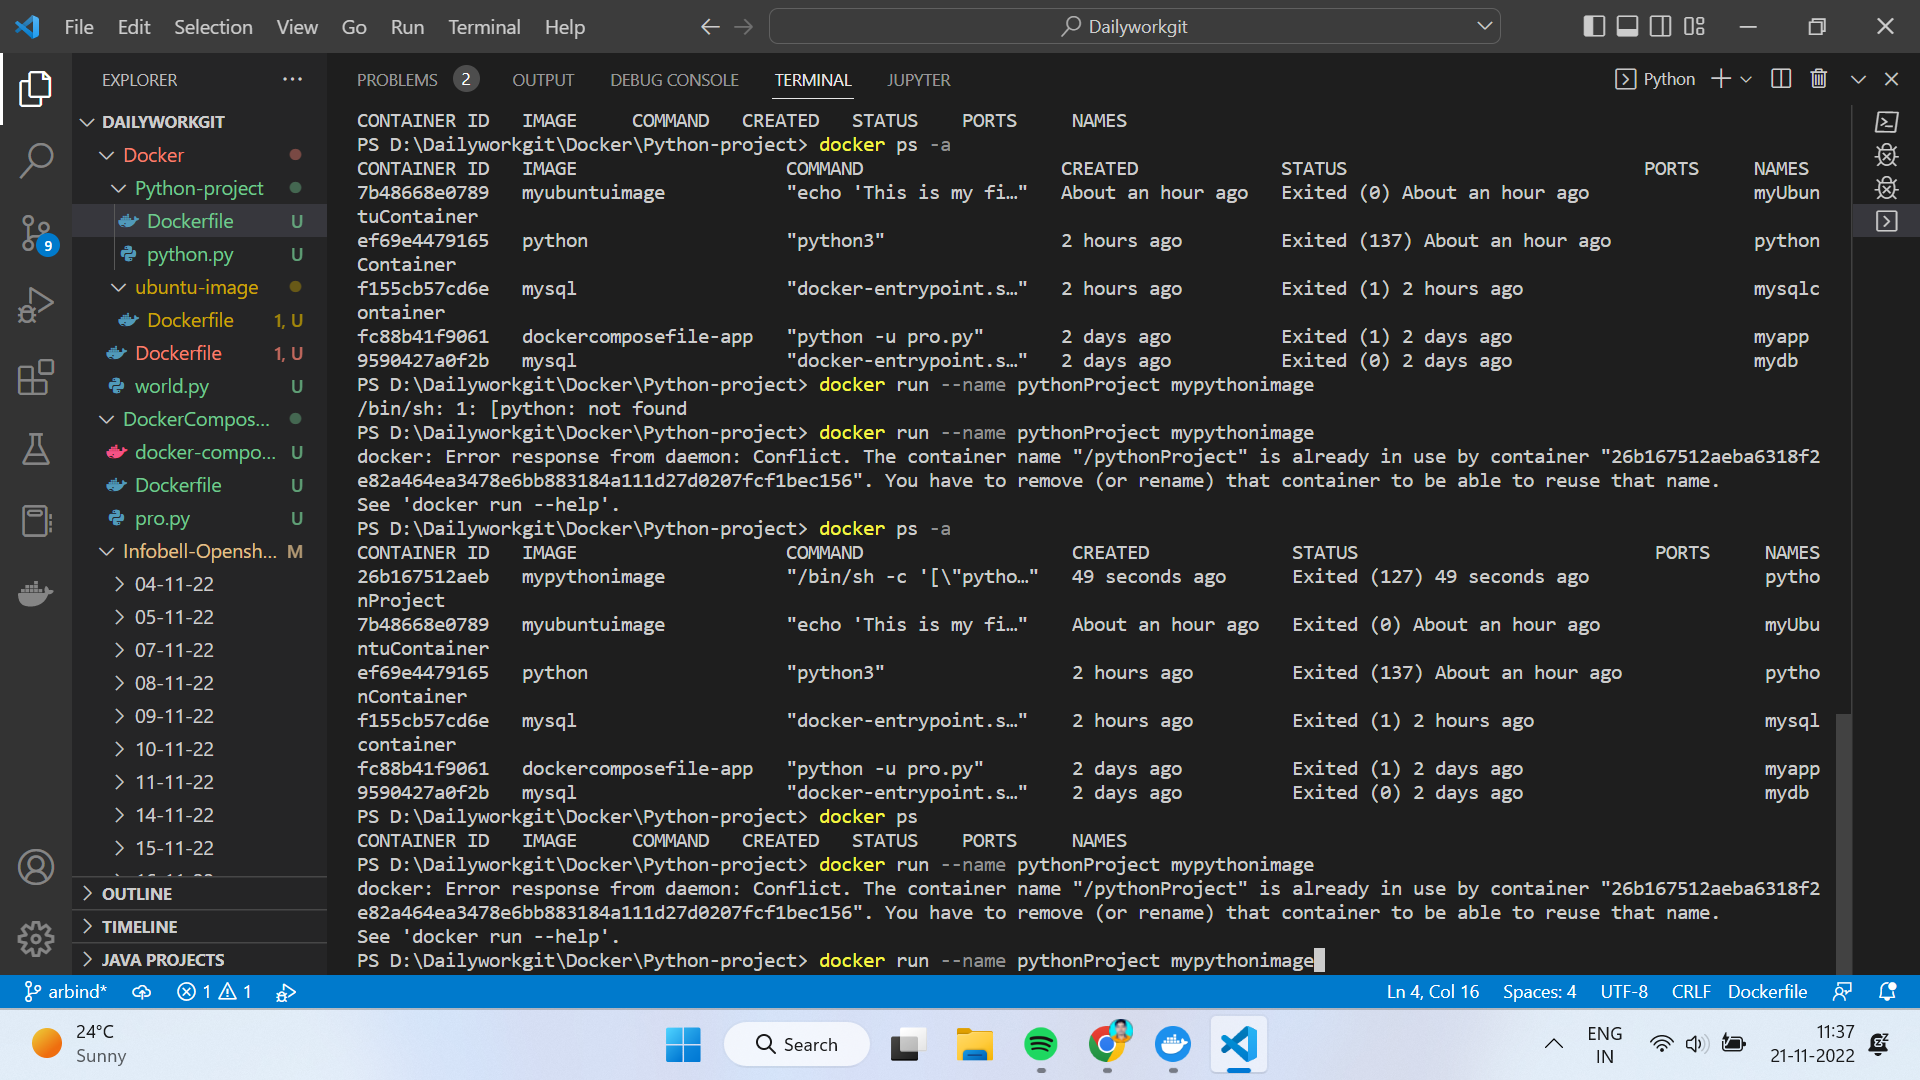 File Edit Selection View Go Run Terminal Help
Dailyworkgit
EXPLORER
DAILYWORKGIT
Docker
Python-project
Dockerfile U
python.py U
ubuntu-image
Dockerfile 1, U
Dockerfile 1, U
world.py U
DockerCompos...
docker-compo... U
Dockerfile U
pro.py U
Infobell-Opensh... M
04-11-22
05-11-22
07-11-22
08-11-22
09-11-22
10-11-22
11-11-22
14-11-22
15-11-22
OUTLINE
TIMELINE
JAVA PROJECTS
9
PROBLEMS 2 OUTPUT DEBUG CONSOLE TERMINAL JUPYTER
Python
CONTAINER ID IMAGE COMMAND CREATED STATUS PORTS NAMES
PS D:\Dailyworkgit\Docker\Python-project> docker ps -a
CONTAINER ID IMAGE COMMAND CREATED STATUS PORTS NAMES
7b48668e0789 myubuntuimage "echo 'This is my fi…" About an hour ago Exited (0) About an hour ago myUbun
tuContainer
ef69e4479165 python "python3" 2 hours ago Exited (137) About an hour ago python
Container
f155cb57cd6e mysql "docker-entrypoint.s…" 2 hours ago Exited (1) 2 hours ago mysqlc
ontainer
fc88b41f9061 dockercomposefile-app "python -u pro.py" 2 days ago Exited (1) 2 days ago myapp
9590427a0f2b mysql "docker-entrypoint.s…" 2 days ago Exited (0) 2 days ago mydb
PS D:\Dailyworkgit\Docker\Python-project> docker run --name pythonProject mypythonimage
/bin/sh: 1: [python: not found
PS D:\Dailyworkgit\Docker\Python-project> docker run --name pythonProject mypythonimage
docker: Error response from daemon: Conflict. The container name "/pythonProject" is already in use by container "26b167512aeba6318f2
e82a464ea3478e6bb883184a111d27d0207fcf1bec156". You have to remove (or rename) that container to be able to reuse that name.
See 'docker run --help'.
PS D:\Dailyworkgit\Docker\Python-project> docker ps -a
CONTAINER ID IMAGE COMMAND CREATED STATUS PORTS NAMES
26b167512aeb mypythonimage "/bin/sh -c '[\"pytho…" 49 seconds ago Exited (127) 49 seconds ago pytho
nProject
7b48668e0789 myubuntuimage "echo 'This is my fi…" About an hour ago Exited (0) About an hour ago myUbu
ntuContainer
ef69e4479165 python "python3" 2 hours ago Exited (137) About an hour ago pytho
nContainer
f155cb57cd6e mysql "docker-entrypoint.s…" 2 hours ago Exited (1) 2 hours ago mysql
container
fc88b41f9061 dockercomposefile-app "python -u pro.py" 2 days ago Exited (1) 2 days ago myapp
9590427a0f2b mysql "docker-entrypoint.s…" 2 days ago Exited (0) 2 days ago mydb
PS D:\Dailyworkgit\Docker\Python-project> docker ps
CONTAINER ID IMAGE COMMAND CREATED STATUS PORTS NAMES
PS D:\Dailyworkgit\Docker\Python-project> docker run --name pythonProject mypythonimage
docker: Error response from daemon: Conflict. The container name "/pythonProject" is already in use by container "26b167512aeba6318f2
e82a464ea3478e6bb883184a111d27d0207fcf1bec156". You have to remove (or rename) that container to be able to reuse that name.
See 'docker run --help'.
PS D:\Dailyworkgit\Docker\Python-project> docker run --name pythonProject mypythonimage
arbind* 1 1 Ln 4, Col 16 Spaces: 4 UTF-8 CRLF Dockerfile
24°C
Sunny
Search
ENG
IN
11:37
21-11-2022